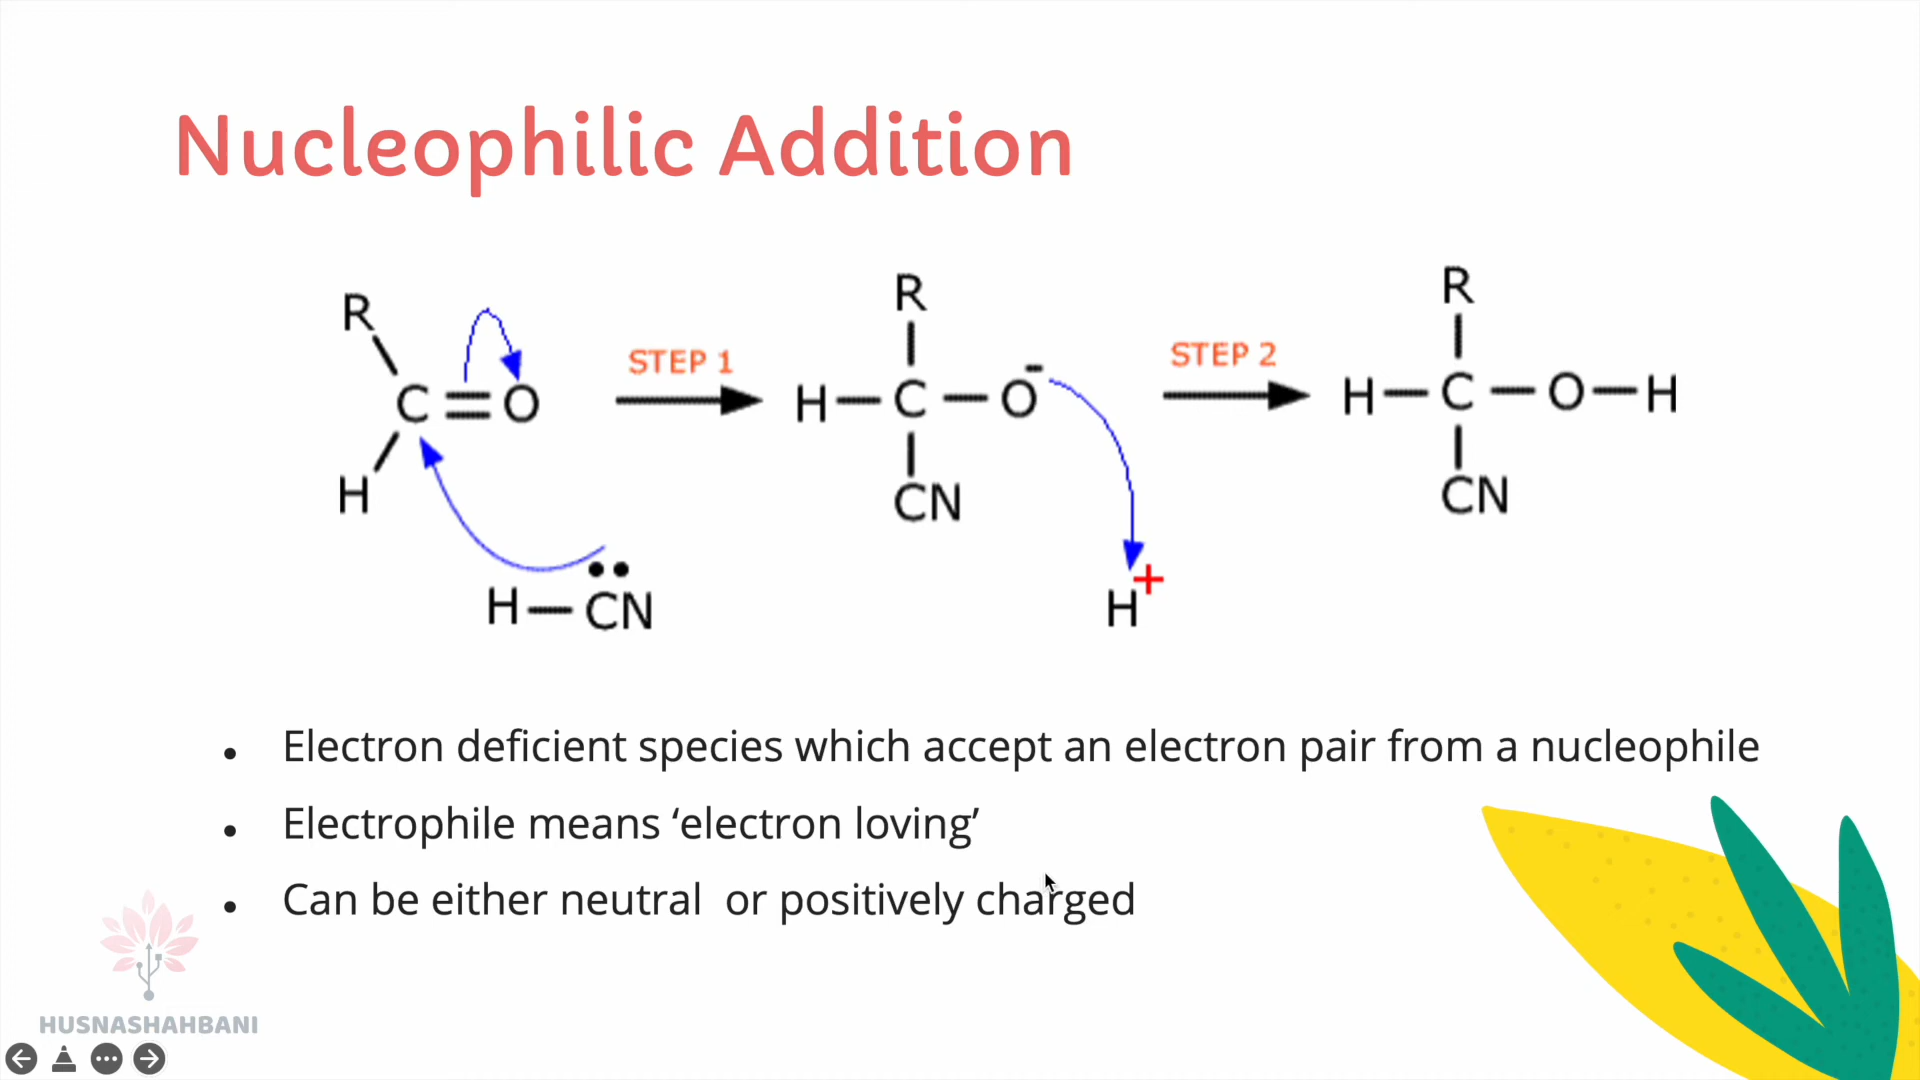 Nucleophilic Addition
R
C = O
H
H — CN
STEP 1
R
H — C — O -
CN
H +
STEP 2
R
H — C — O — H
CN
• Electron deficient species which accept an electron pair from a nucleophile
• Electrophile means ‘electron loving’
• Can be either neutral or positively charged
HUSNASHAHBANI